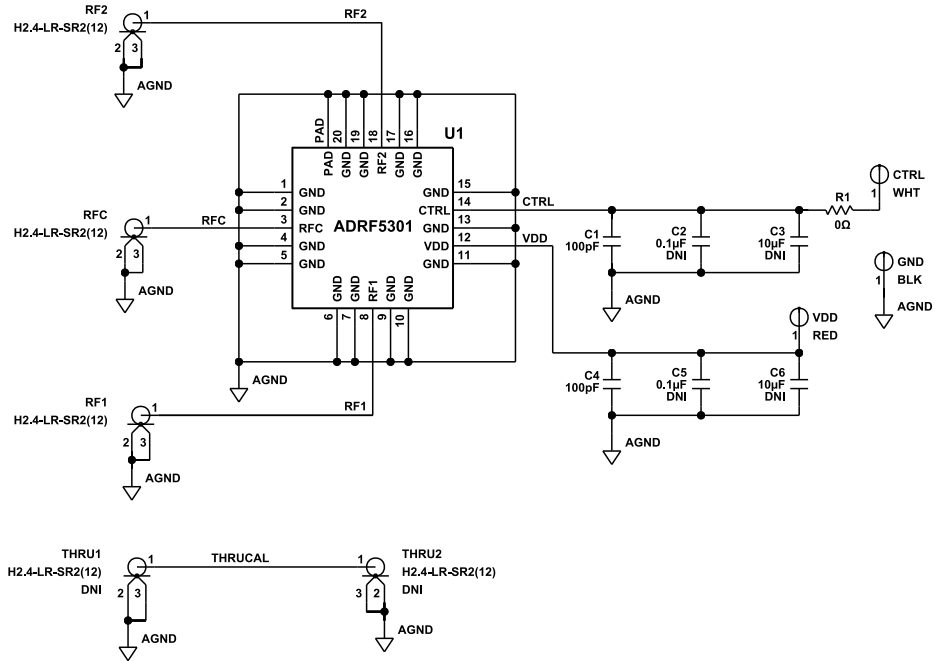 RF2
H2.4-LR-SR2(12)
1
2 3
AGND
RF2
U1
PAD 20 19 18 17 16
PAD GND GND RF2 GND GND
ADRF5301
1 GND
2 GND
3 RFC
4 GND
5 GND
15 GND
14 CTRL
13 GND
12 VDD
11 GND
GND GND RF1 GND GND
6 7 8 9 10
AGND
RFC
H2.4-LR-SR2(12)
1
2 3
AGND
RFC
RF1
H2.4-LR-SR2(12)
1
2 3
AGND
RF1
CTRL
VDD
C1
100pF
C2
0.1µF
DNI
C3
10µF
DNI
R1
0Ω
1
CTRL
WHT
AGND
1
GND
BLK
AGND
1
VDD
RED
C4
100pF
C5
0.1µF
DNI
C6
10µF
DNI
AGND
THRU1
H2.4-LR-SR2(12)
DNI
1
2 3
AGND
THRUCAL
THRU2
H2.4-LR-SR2(12)
DNI
1
3 2
AGND